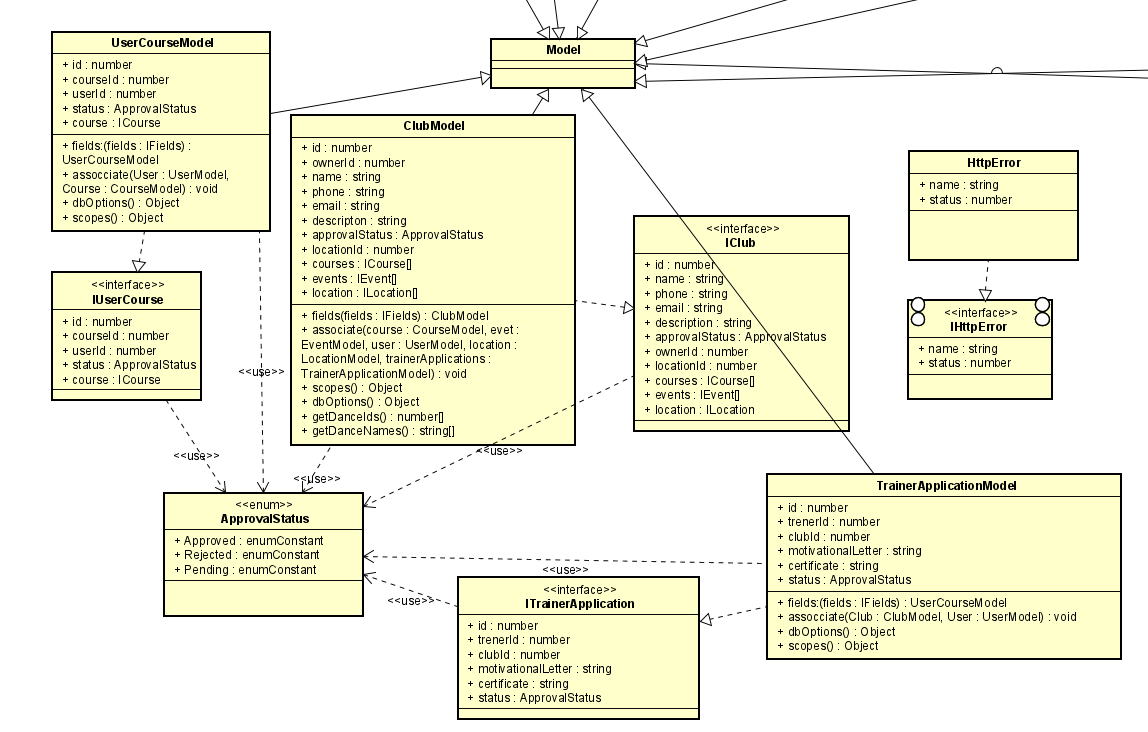 UserCourseModel
+ id : number
+ courseId : number
+ userId : number
+ status : ApprovalStatus
+ course : ICourse
+ fields:(fields : IFields) :
UserCourseModel
+ assocciate(User : UserModel,
Course : CourseModel) : void
+ dbOptions() : Object
+ scopes() : Object
Model
ClubModel
+ id : number
+ ownerId : number
+ name : string
+ phone : string
+ email : string
+ descripton : string
+ approvalStatus : ApprovalStatus
+ locationId : number
+ courses : ICourse[]
+ events : IEvent[]
+ location : ILocation[]
+ fields(fields : IFields) : ClubModel
+ associate(course : CourseModel, evet :
EventModel, user : UserModel, location :
LocationModel, trainerApplications :
TrainerApplicationModel) : void
+ scopes() : Object
+ dbOptions() : Object
+ getDanceIds() : number[]
+ getDanceNames() : string[]
HttpError
+ name : string
+ status : number
<<interface>>
IClub
+ id : number
+ name : string
+ phone : string
+ email : string
+ description : string
+ approvalStatus : ApprovalStatus
+ ownerId : number
+ locationId : number
+ courses : ICourse[]
+ events : IEvent[]
+ location : ILocation
<<interface>>
IUserCourse
+ id : number
+ courseId : number
+ userId : number
+ status : ApprovalStatus
+ course : ICourse
<<interface>>
IHttpError
+ name : string
+ status : number
<<use>>
<<use>>
<<use>>
<<use>>
<<enum>>
ApprovalStatus
+ Approved : enumConstant
+ Rejected : enumConstant
+ Pending : enumConstant
TrainerApplicationModel
+ id : number
+ trenerId : number
+ clubId : number
+ motivationalLetter : string
+ certificate : string
+ status : ApprovalStatus
+ fields:(fields : IFields) : UserCourseModel
+ assocciate(Club : ClubModel, User : UserModel) : void
+ dbOptions() : Object
+ scopes() : Object
<<use>>
<<use>>
<<interface>>
ITrainerApplication
+ id : number
+ trenerId : number
+ clubId : number
+ motivationalLetter : string
+ certificate : string
+ status : ApprovalStatus